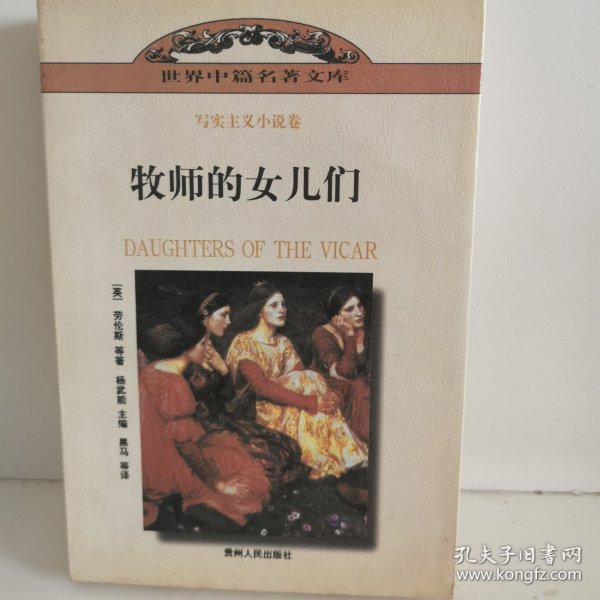 世界中篇名著文库
写实主义小说卷
牧师的女儿们
DAUGHTERS OF THE VICAR
[英] 劳伦斯 等著 杨武能 主编 黑马 等译
贵州人民出版社
孔夫子旧书网
www.kongfz.com